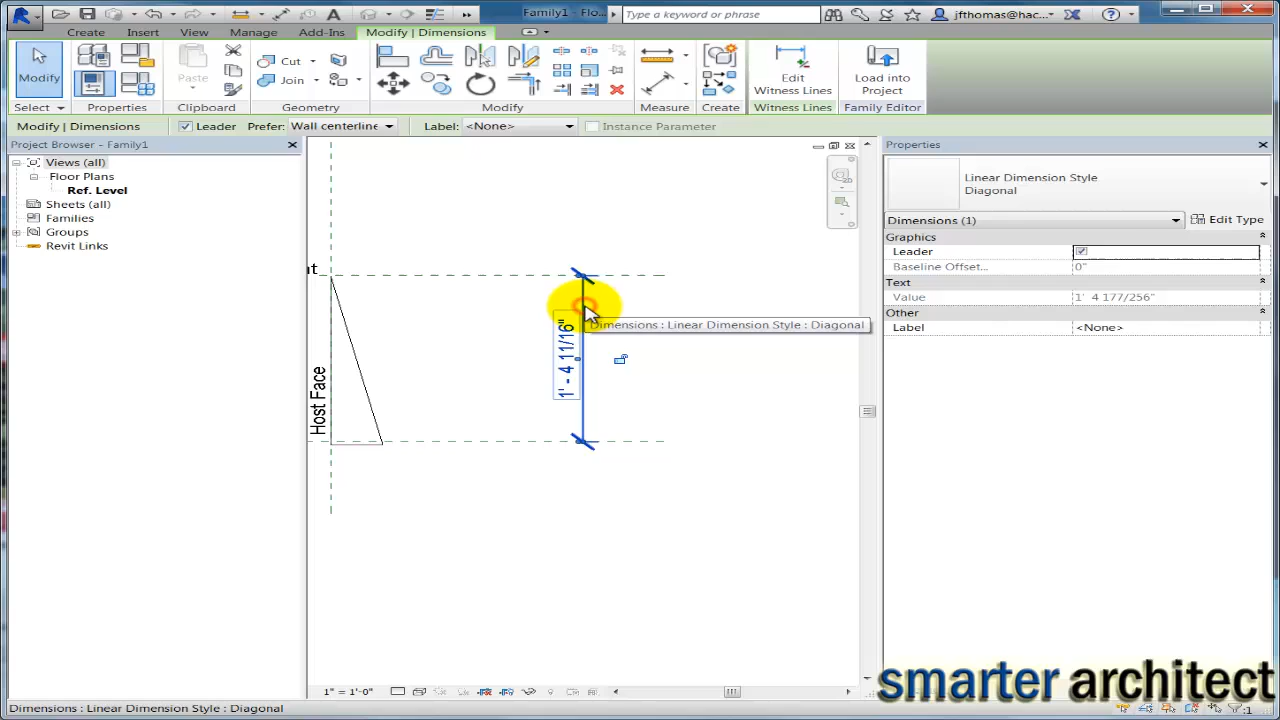 Family1 - Flo...
Type a keyword or phrase
jfthomas@hac...
Create
Insert
View
Manage
Add-Ins
Modify | Dimensions
Modify
Paste
Cut
Join
Edit
Witness Lines
Load into
Project
Select
Properties
Clipboard
Geometry
Modify
Measure
Create
Witness Lines
Family Editor
Modify | Dimensions
Leader
Prefer:
Wall centerline
Label:
<None>
Instance Parameter
Project Browser - Family1
Views (all)
Floor Plans
Ref. Level
Sheets (all)
Families
Groups
Revit Links
Host Face
1' - 4 11/16"
Dimensions : Linear Dimension Style : Diagonal
Properties
Linear Dimension Style
Diagonal
Dimensions (1)
Edit Type
Graphics
Leader
Baseline Offset...
0"
Text
Value
1' 4 177/256"
Other
Label
<None>
1" = 1'-0"
Dimensions : Linear Dimension Style : Diagonal
:1
smarter architect